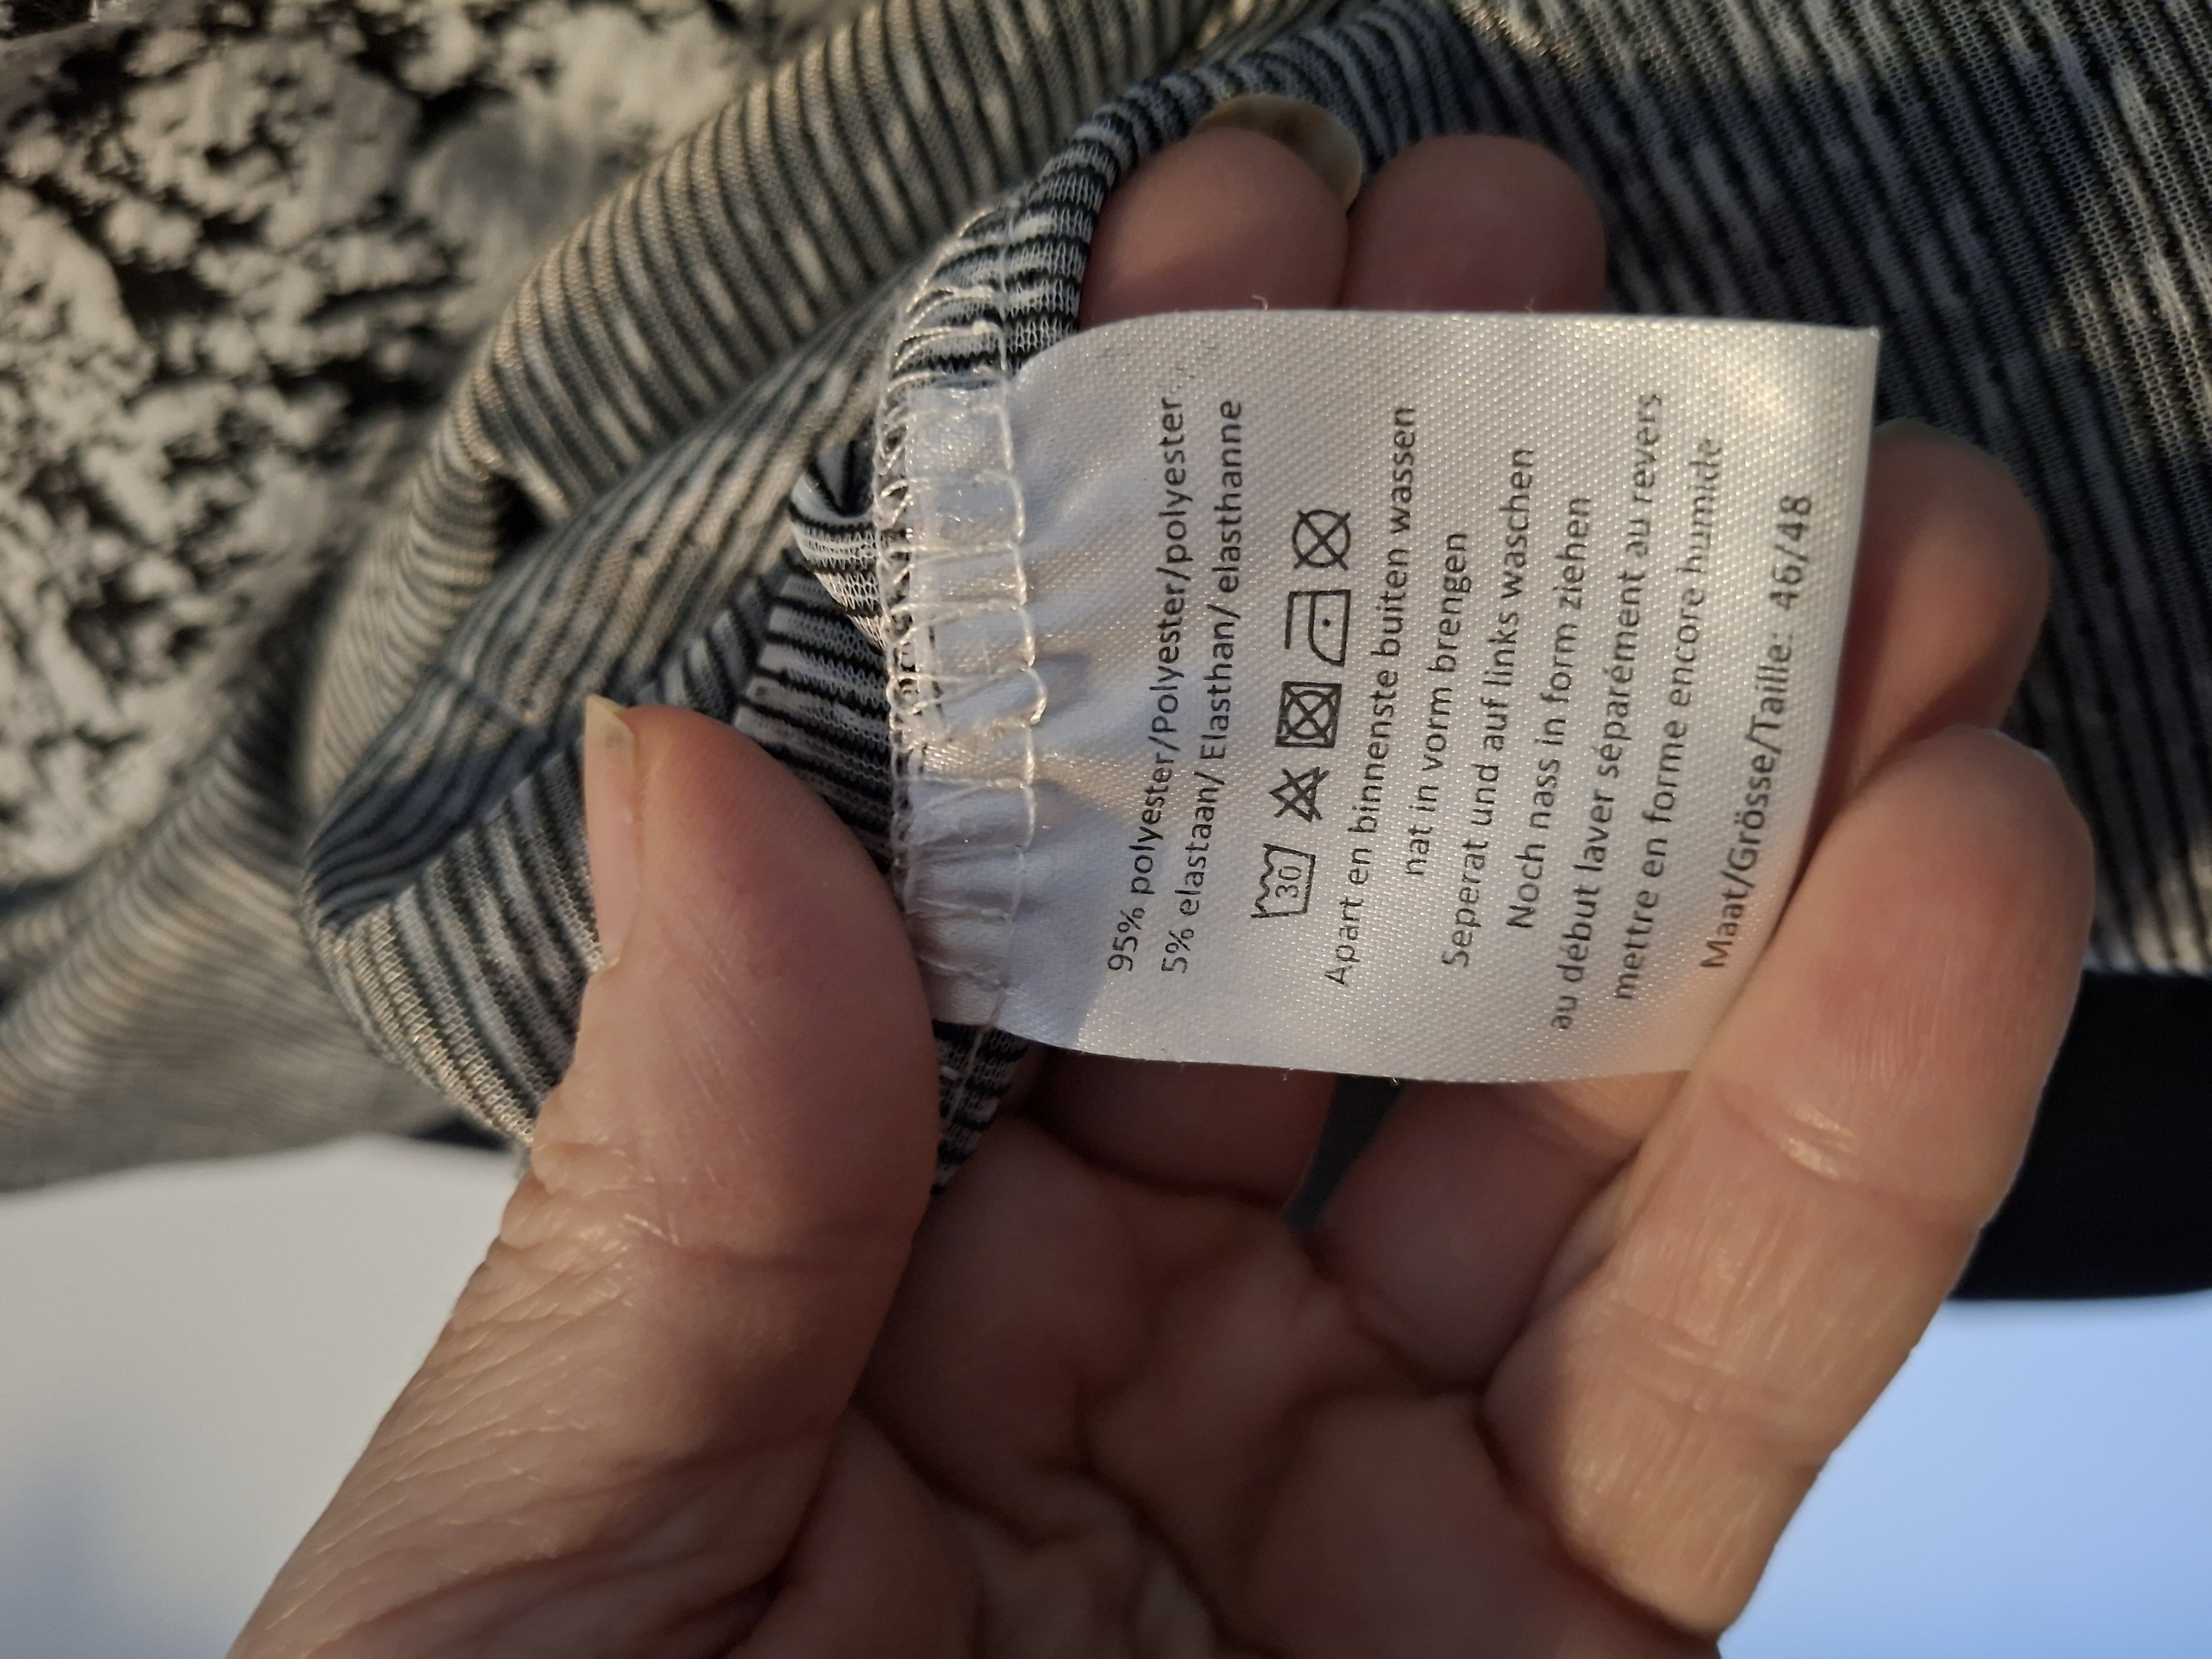 95% polyester/Polyester/polyester
5% elastaan/ Elasthan/ elasthanne
30
Apart en binnenste buiten wassen
nat in vorm brengen
Seperat und auf links waschen
Noch nass in form ziehen
au début laver séparément au revers
mettre en forme encore humide
Maat/Grösse/Taille: 46/48